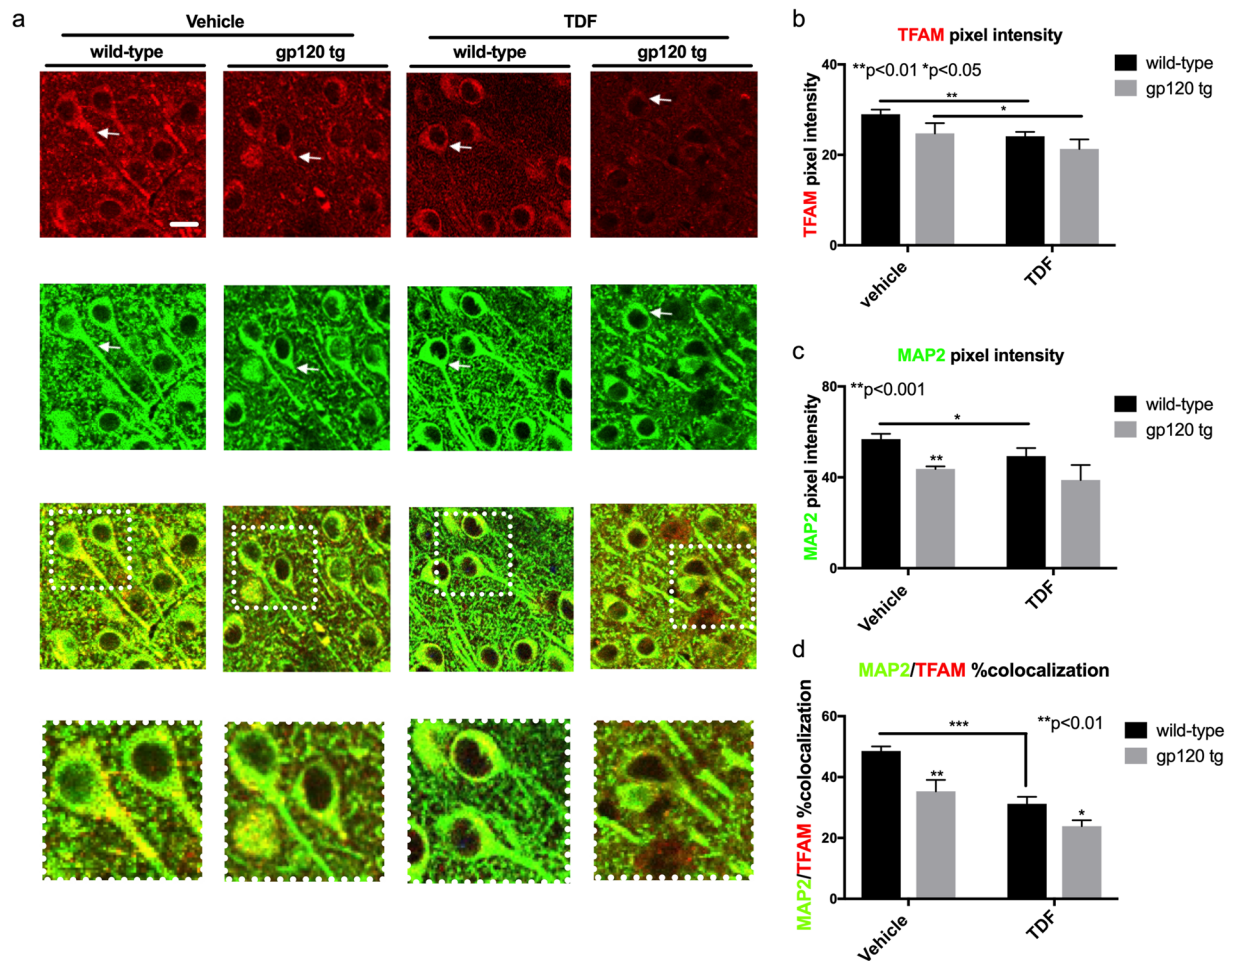 a
Vehicle
TDF
wild-type
gp120 tg
wild-type
gp120 tg
b
TFAM pixel intensity
**p<0.01 *p<0.05
wild-type
gp120 tg
TFAM pixel intensity
40
20
0
**
*
vehicle
TDF
c
MAP2 pixel intensity
**p<0.001
wild-type
gp120 tg
MAP2 pixel intensity
80
40
0
*
**
Vehicle
TDF
d
MAP2/TFAM %colocalization
**p<0.01
wild-type
gp120 tg
MAP2/TFAM %colocalization
60
40
20
0
***
**
*
Vehicle
TDF